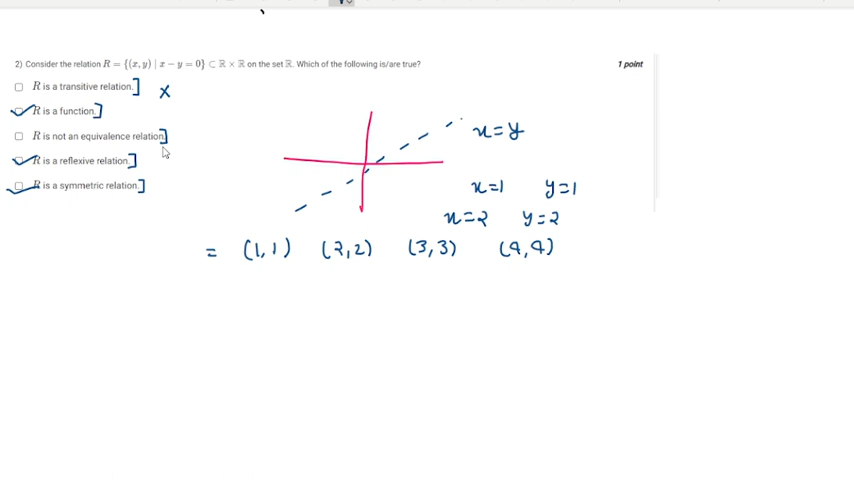 2) Consider the relation R = {(x, y) | x − y = 0} ⊂ ℝ × ℝ on the set ℝ. Which of the following is/are true?
1 point
R is a transitive relation.] ×
R is a function.]
R is not an equivalence relation.]
R is a reflexive relation.]
R is a symmetric relation.]
x=y
x=1 y=1
x=2 y=2
= (1,1) (2,2) (3,3) (4,4)